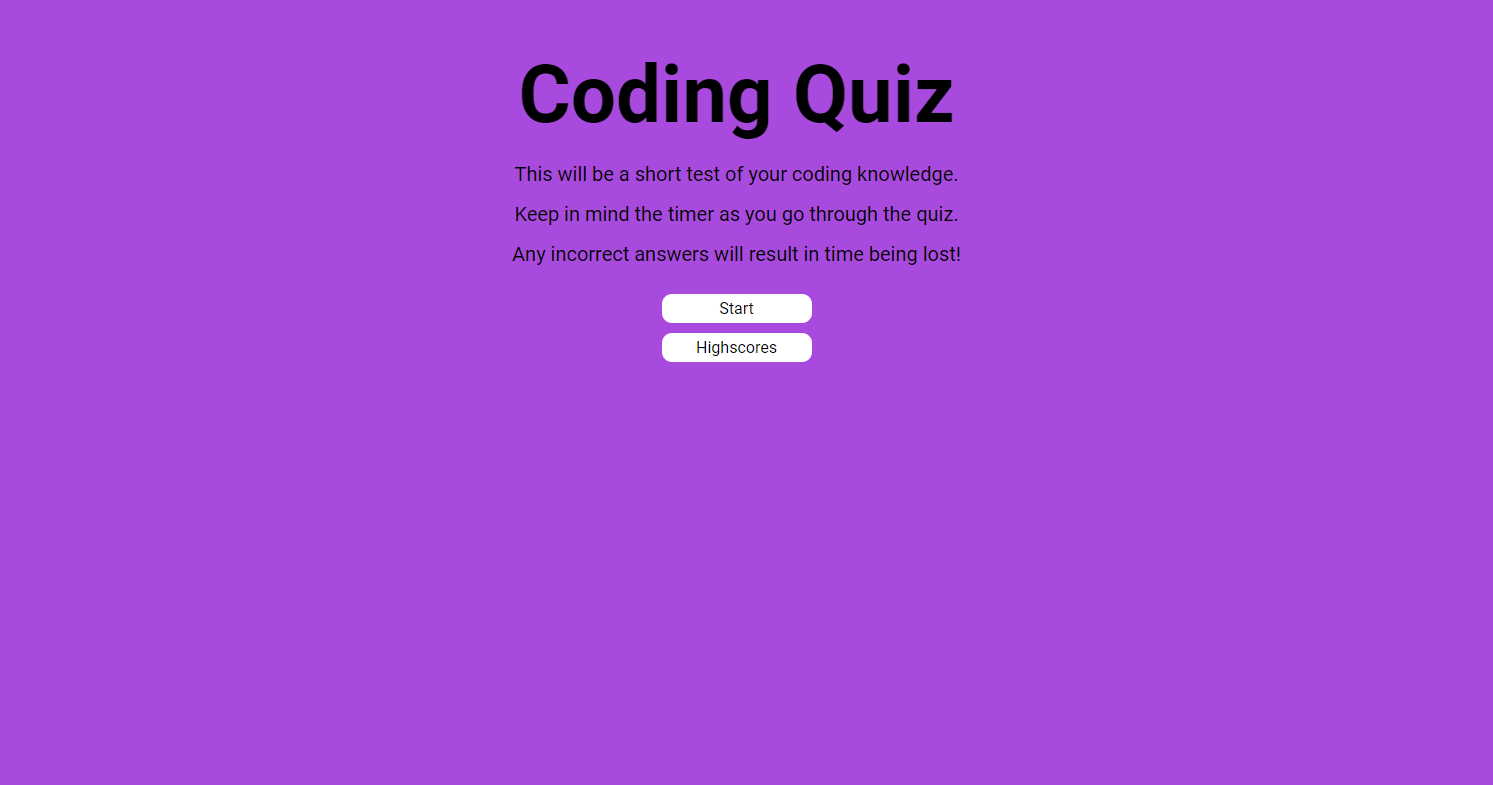 Coding Quiz
This will be a short test of your coding knowledge.
Keep in mind the timer as you go through the quiz.
Any incorrect answers will result in time being lost!
Start
Highscores